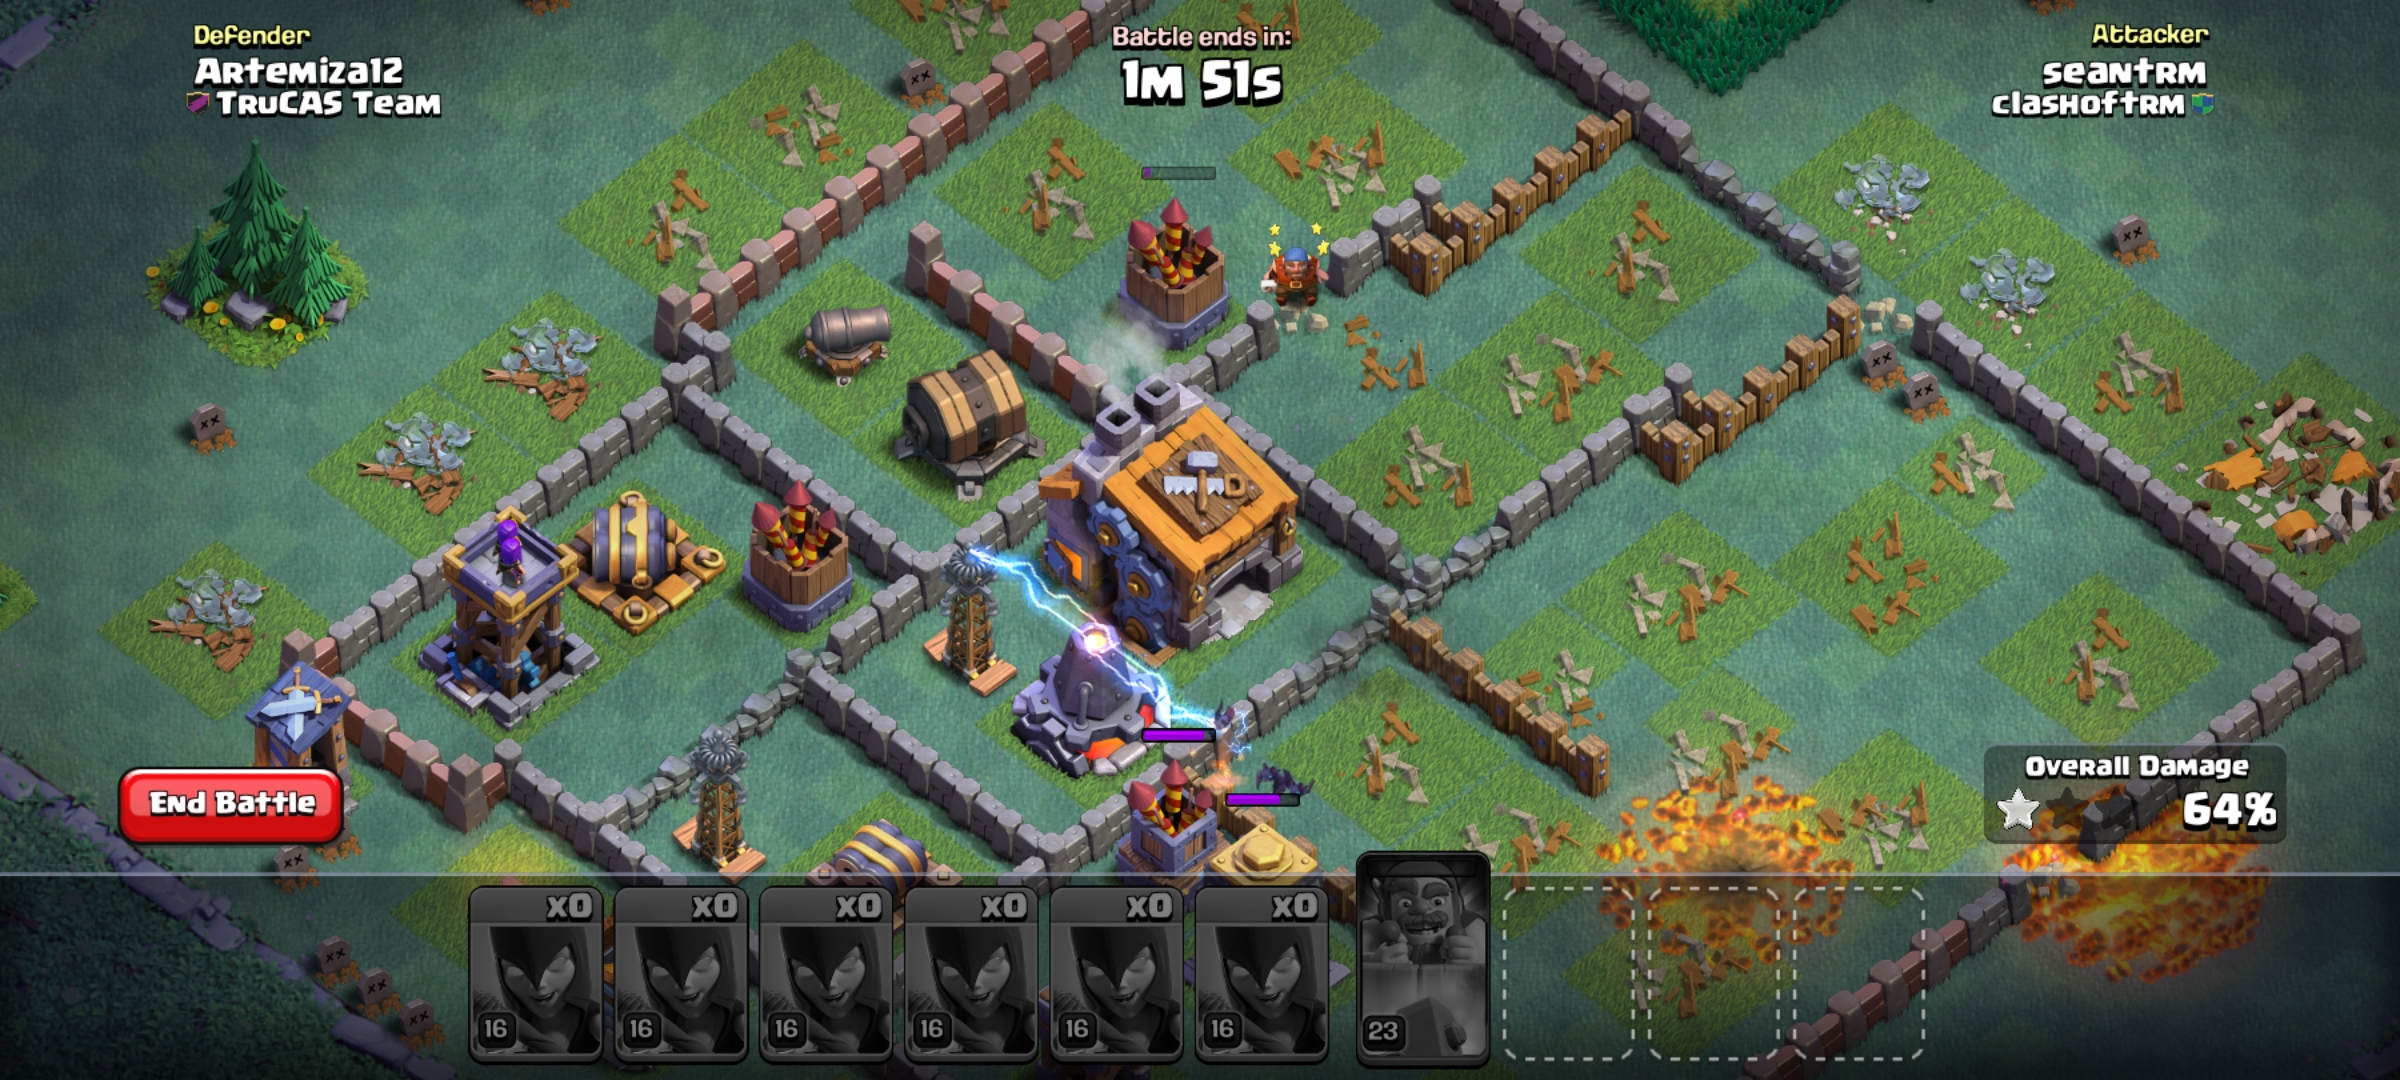 Defender
Artemiza12
TruCAS Team
Battle ends in:
1M 51s
Attacker
seantrm
clashoftrm
End Battle
Overall Damage
64%
x0
x0
x0
x0
x0
x0
16
16
16
16
16
16
23